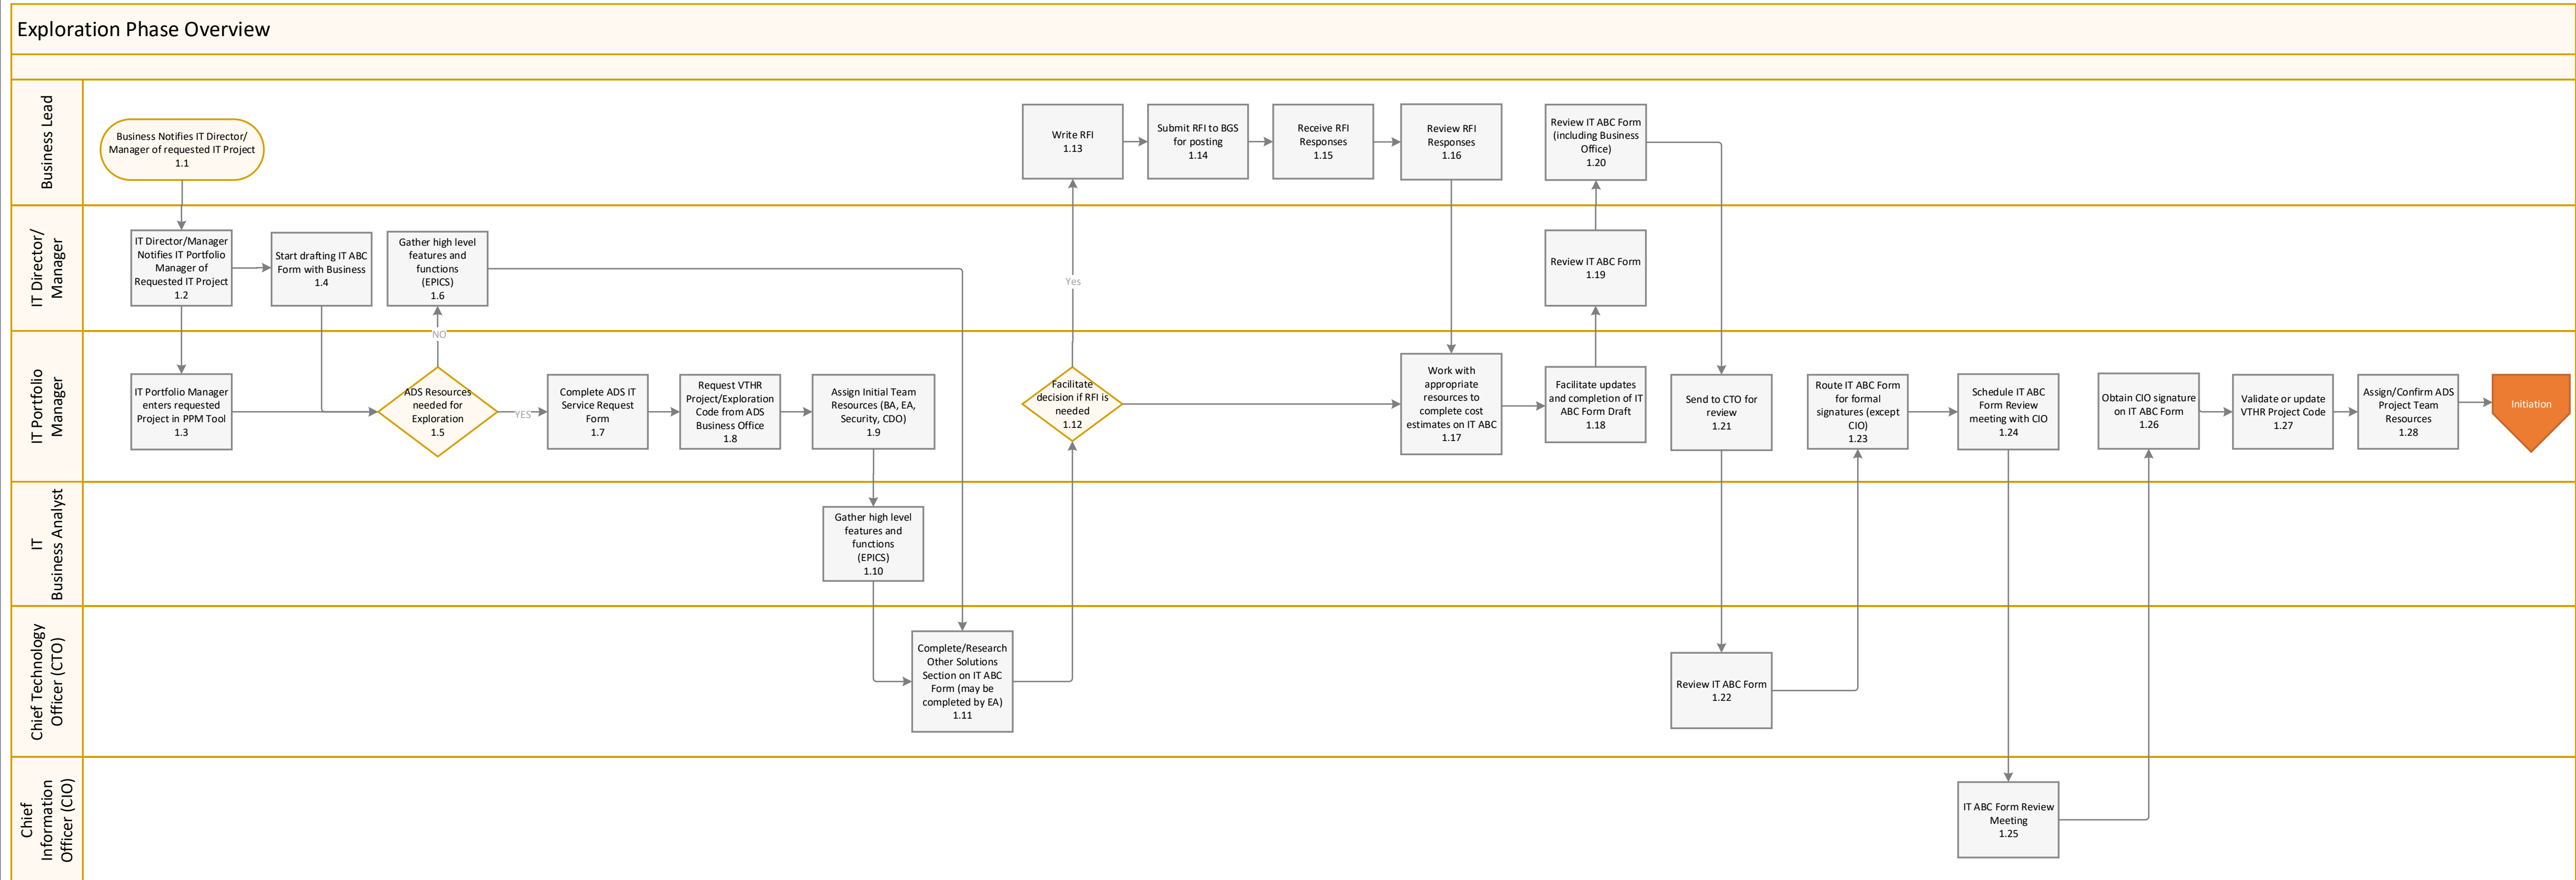 Exploration Phase Overview
Business Lead
Business Notifies IT Director/
Manager of requested IT Project
1.1
Write RFI
1.13
Submit RFI to BGS
for posting
1.14
Receive RFI
Responses
1.15
Review RFI
Responses
1.16
Review IT ABC Form
(including Business
Office)
1.20
IT Director/
Manager
IT Director/Manager
Notifies IT Portfolio
Manager of
Requested IT Project
1.2
Start drafting IT ABC
Form with Business
1.4
Gather high level
features and
functions
(EPICS)
1.6
Yes
Review IT ABC Form
1.19
NO
IT Portfolio
Manager
IT Portfolio Manager
enters requested
Project in PPM Tool
1.3
ADS Resources
needed for
Exploration
1.5
YES
Complete ADS IT
Service Request
Form
1.7
Request VTHR
Project/Exploration
Code from ADS
Business Office
1.8
Assign Initial Team
Resources (BA, EA,
Security, CDO)
1.9
Facilitate
decision if RFI is
needed
1.12
Work with
appropriate
resources to
complete cost
estimates on IT ABC
1.17
Facilitate updates
and completion of IT
ABC Form Draft
1.18
Send to CTO for
review
1.21
Route IT ABC Form
for formal
signatures (except
CIO)
1.23
Schedule IT ABC
Form Review
meeting with CIO
1.24
Obtain CIO signature
on IT ABC Form
1.26
Validate or update
VTHR Project Code
1.27
Assign/Confirm ADS
Project Team
Resources
1.28
Initiation
IT
Business Analyst
Gather high level
features and
functions
(EPICS)
1.10
Chief Technology
Officer (CTO)
Complete/Research
Other Solutions
Section on IT ABC
Form (may be
completed by EA)
1.11
Review IT ABC Form
1.22
Chief
Information
Officer (CIO)
IT ABC Form Review
Meeting
1.25